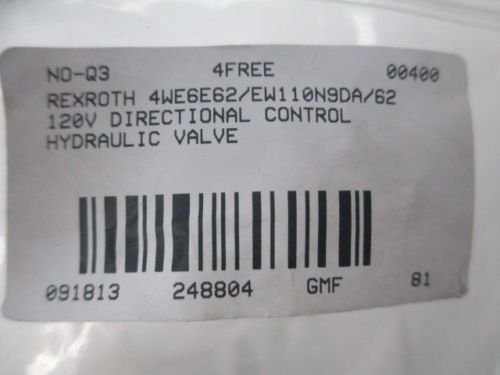 NO-Q3 4FREE 00400
REXROTH 4WE6E62/EW110N9DA/62
120V DIRECTIONAL CONTROL
HYDRAULIC VALVE
091813 248804 GMF 81